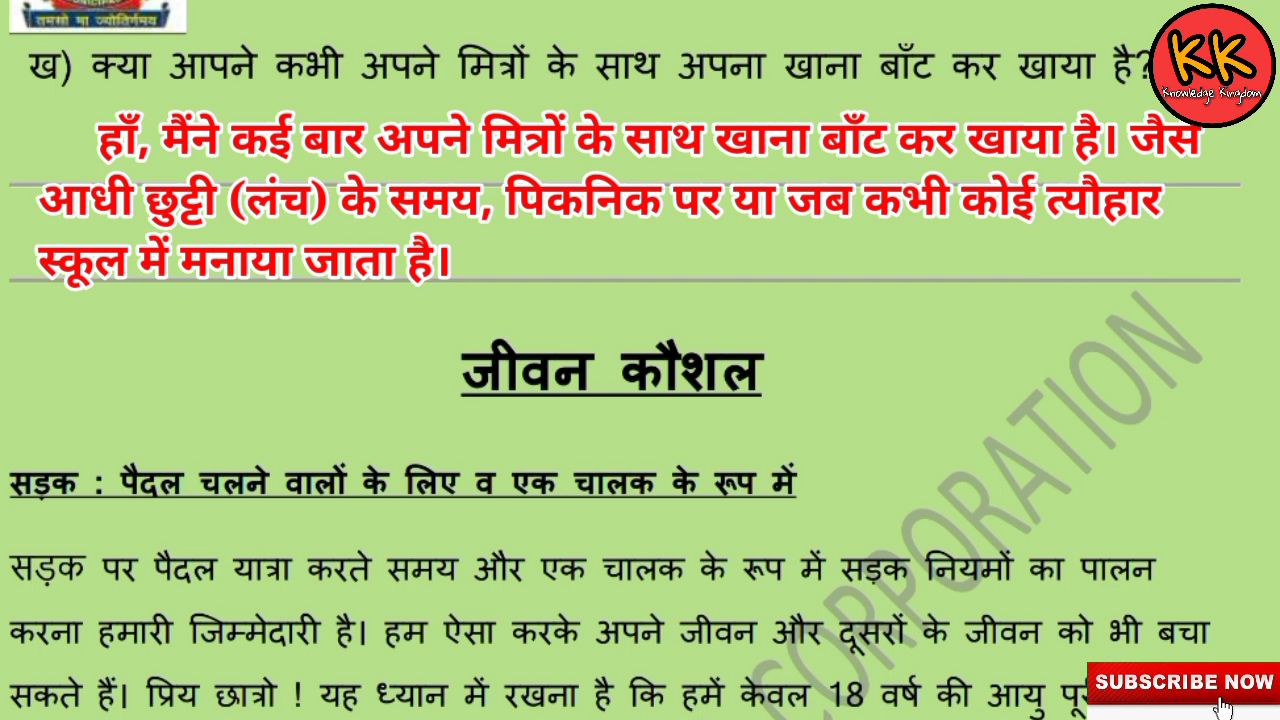 तमसो मा ज्योतिर्गमय
ख) क्या आपने कभी अपने मित्रों के साथ अपना खाना बाँट कर खाया है?
KK
Knowledge Kingdom
हाँ, मैंने कई बार अपने मित्रों के साथ खाना बाँट कर खाया है। जैसे
आधी छुट्टी (लंच) के समय, पिकनिक पर या जब कभी कोई त्यौहार
स्कूल में मनाया जाता है।
जीवन कौशल
सड़क : पैदल चलने वालों के लिए व एक चालक के रूप में
सड़क पर पैदल यात्रा करते समय और एक चालक के रूप में सड़क नियमों का पालन
करना हमारी जिम्मेदारी है। हम ऐसा करके अपने जीवन और दूसरों के जीवन को भी बचा
सकते हैं। प्रिय छात्रो ! यह ध्यान में रखना है कि हमें केवल 18 वर्ष की आयु
CORPORATION
SUBSCRIBE NOW